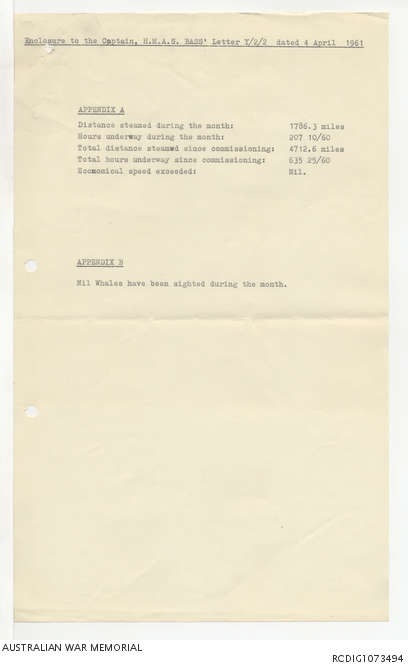 Enclosure to the Captain, H.M.A.S. BASS' Letter Y/2/2 dated 4 April 1961
APPENDIX A
Distance steamed during the month: 1786.3 miles
Hours underway during the month: 207 10/60
Total distance steamed since commissioning: 4712.6 miles
Total hours underway since commissioning: 635 25/60
Economical speed exceeded: Nil.
APPENDIX B
Nil Whales have been sighted during the month.
AUSTRALIAN WAR MEMORIAL
RCDIG1073494